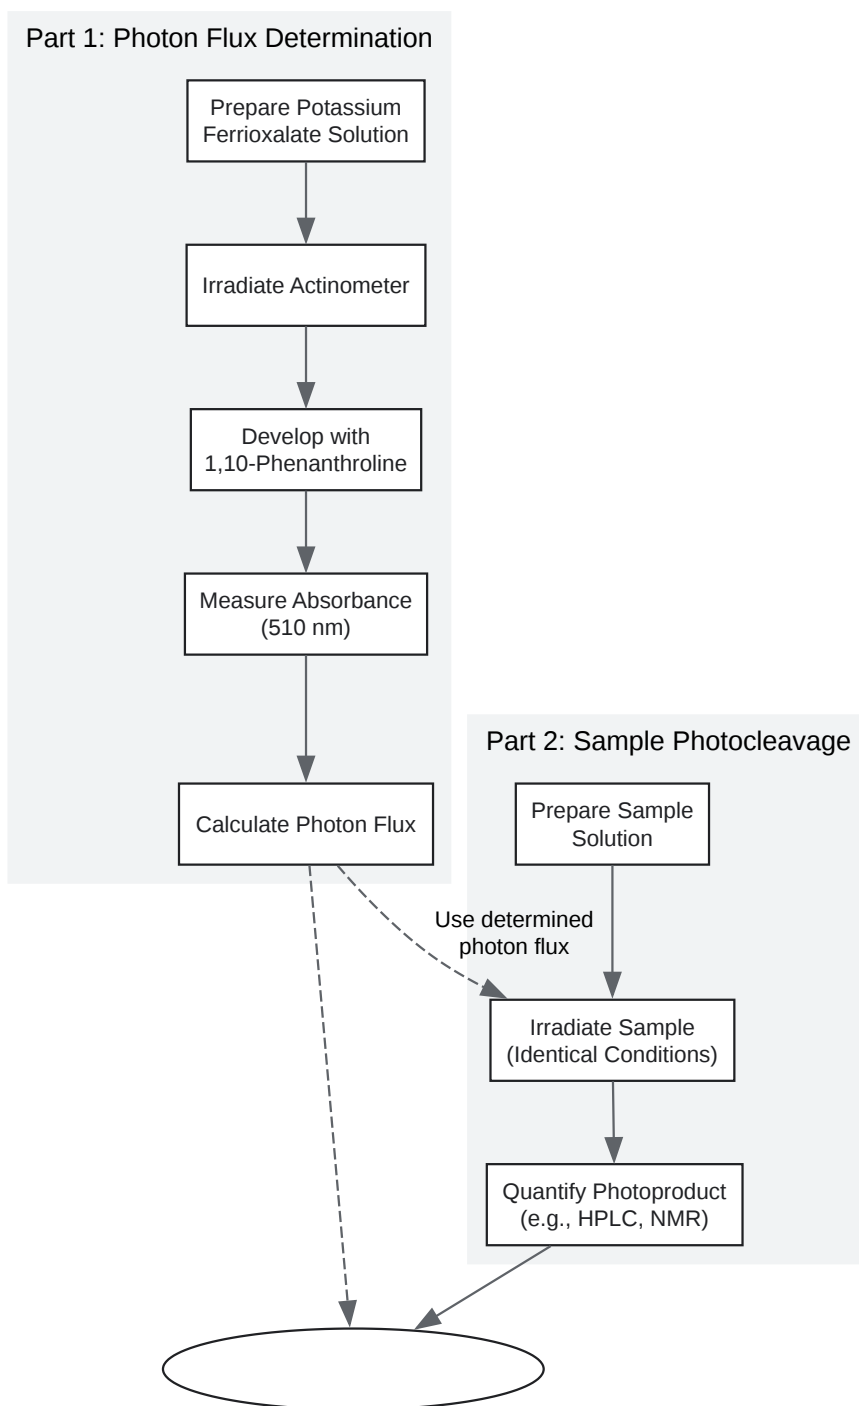 Part 1: Photon Flux Determination
Prepare Potassium
Ferrioxalate Solution
Irradiate Actinometer
Develop with
1,10-Phenanthroline
Measure Absorbance
(510 nm)
Calculate Photon Flux
Part 2: Sample Photocleavage
Prepare Sample
Solution
Use determined
photon flux
Irradiate Sample
(Identical Conditions)
Quantify Photoproduct
(e.g., HPLC, NMR)